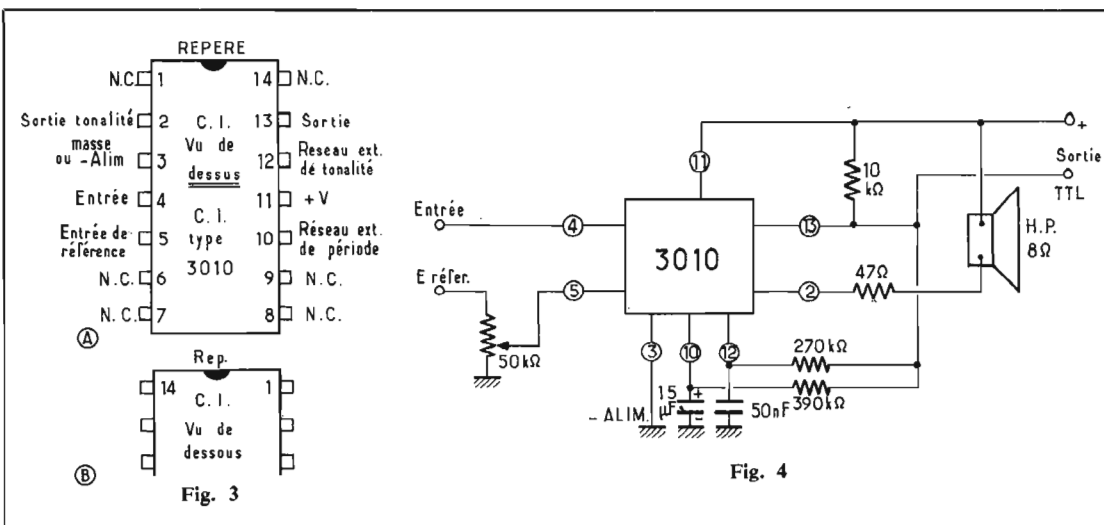 REPERE
N.C. 1 14 N.C.
Sortie tonalité 2 13 Sortie
masse ou -Alim 3 12 Reseau ext. de tonalité
Entrée 4 11 +V
Entrée de référence 5 10 Réseau ext. de période
N.C. 6 9 N.C.
N.C. 7 8 N.C.
C.I.
Vu de
dessus
C.I.
type
3010
A
Rep.
14 1
C.I.
Vu de
dessous
B
Fig. 3
11
10
kΩ
+
Sortie
TTL
Entrée
4
3010
13
H.P.
8Ω
E réfer.
5
2
47Ω
50kΩ
3
10
12
270kΩ
390kΩ
- ALIM.
15
µF
+
-
50nF
Fig. 4